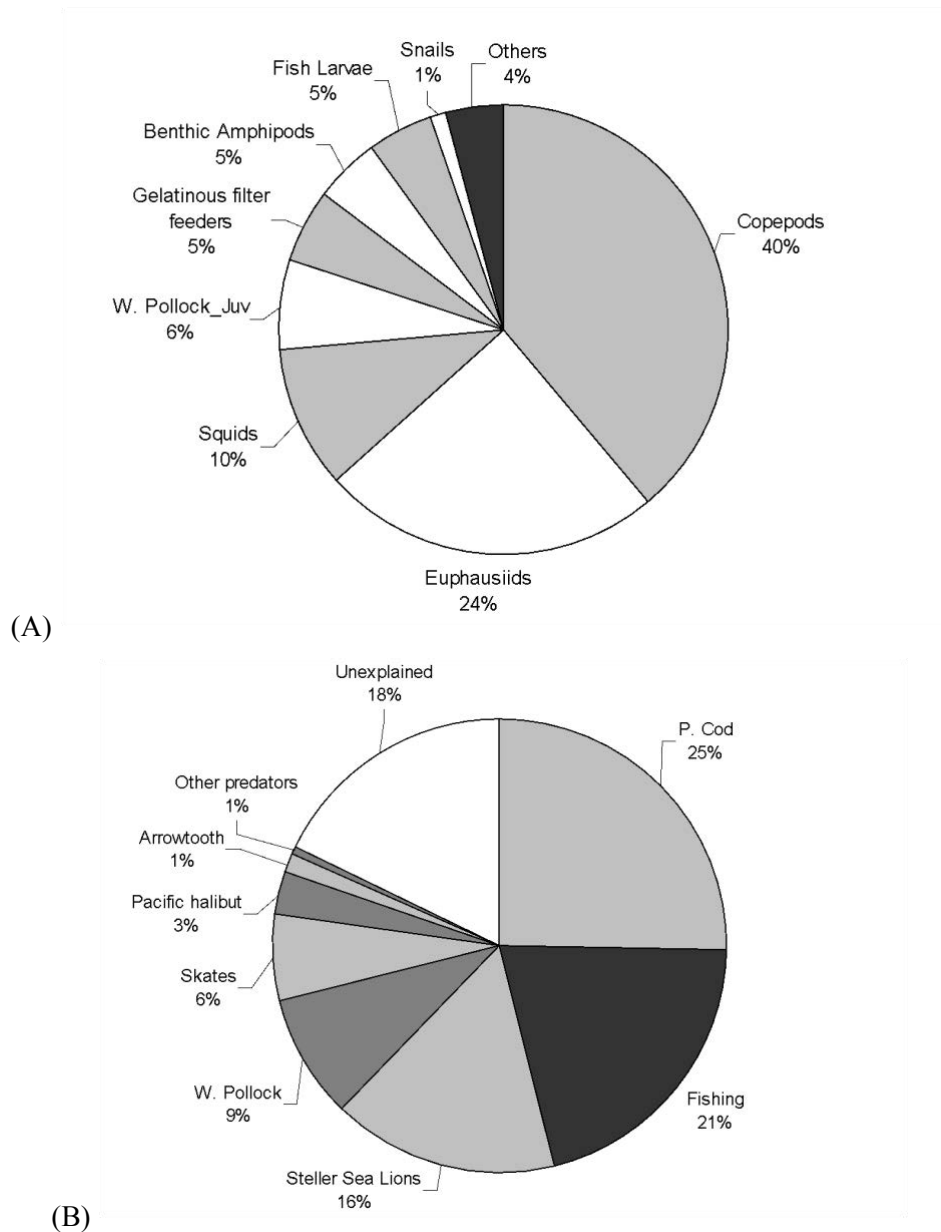 Snails
1%
Others
4%
Fish Larvae
5%
Benthic Amphipods
5%
Gelatinous filter
feeders
5%
Copepods
40%
W. Pollock_Juv
6%
Squids
10%
Euphausiids
24%
(A)
Unexplained
18%
P. Cod
25%
Other predators
1%
Arrowtooth
1%
Pacific halibut
3%
Skates
6%
W. Pollock
9%
Fishing
21%
Steller Sea Lions
16%
(B)